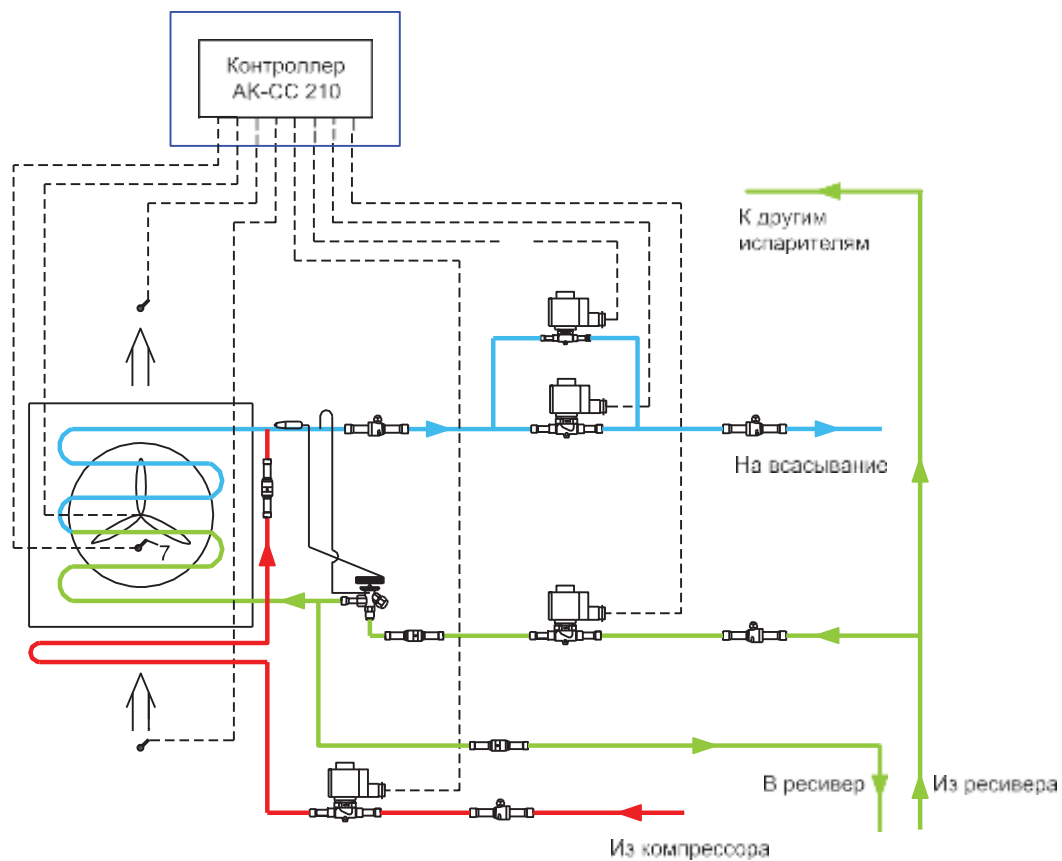 Контроллер
АК-СС 210
К другим
испарителям
На всасывание
7
В ресивер
Из ресивера
Из компрессора